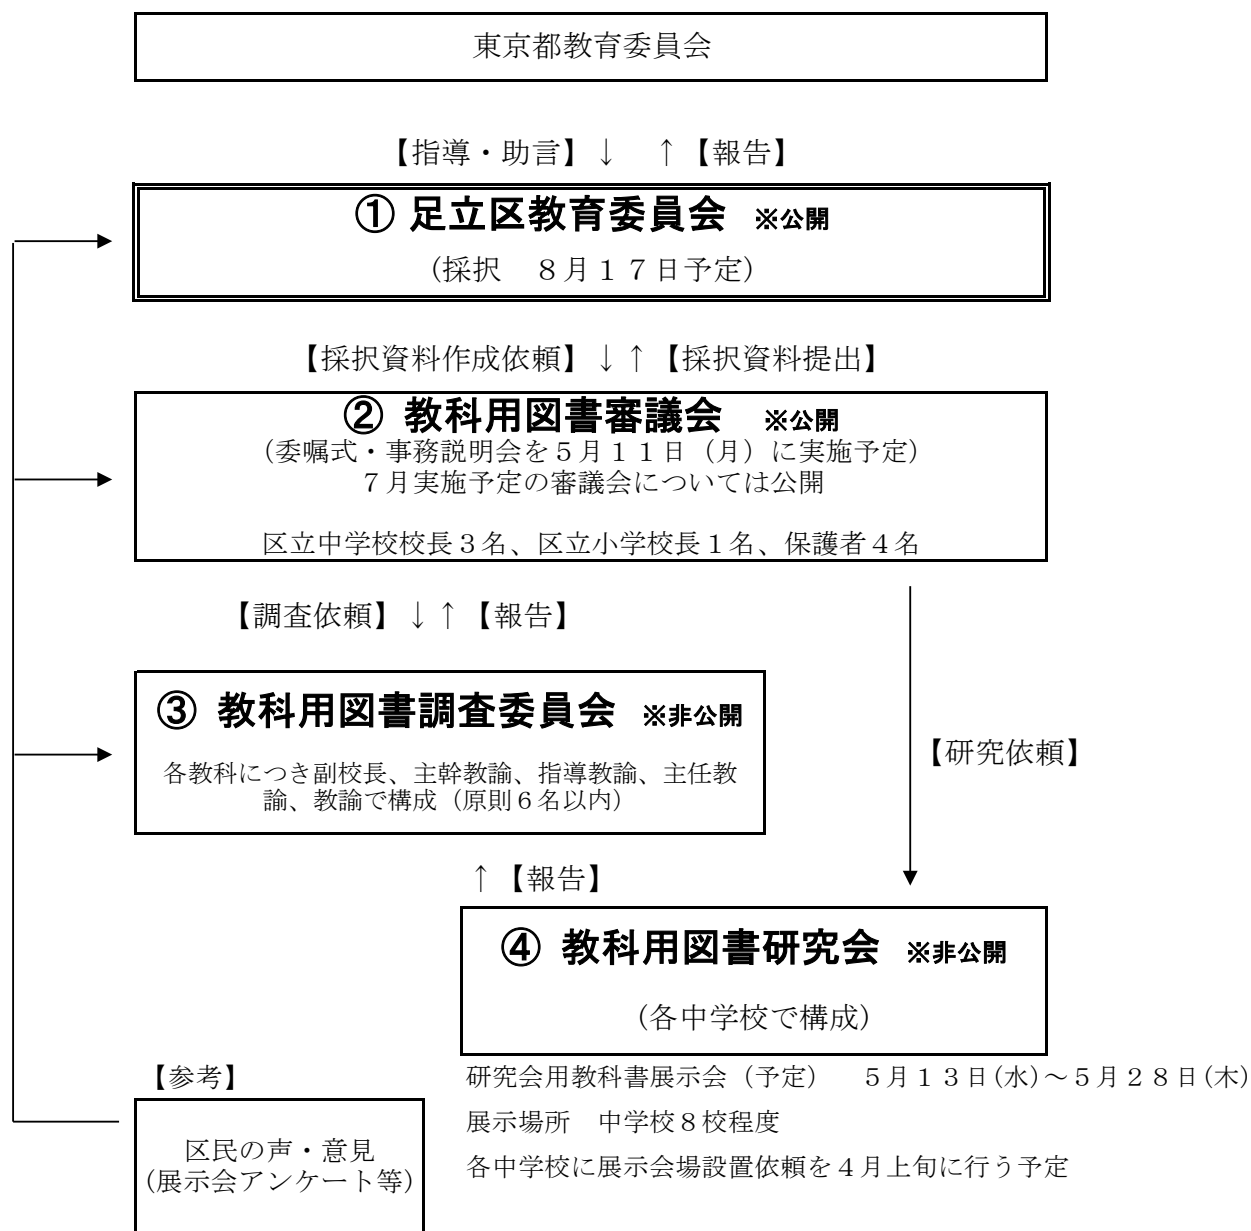 東京都教育委員会
【指導・助言】↓　↑【報告】
① 足立区教育委員会　※公開
(採択　８月１７日予定)
【採択資料作成依頼】↓↑【採択資料提出】
② 教科用図書審議会　※公開
(委嘱式・事務説明会を５月１１日（月）に実施予定)
７月実施予定の審議会については公開
区立中学校校長３名、区立小学校長１名、保護者４名
【調査依頼】↓↑【報告】
③ 教科用図書調査委員会　※非公開
各教科につき副校長、主幹教諭、指導教諭、主任教
諭、教諭で構成（原則６名以内）
【研究依頼】
↑【報告】
④ 教科用図書研究会　※非公開
(各中学校で構成)
【参考】
区民の声・意見
(展示会アンケート等)
研究会用教科書展示会（予定）　５月１３日(水)～５月２８日(木)
展示場所　中学校８校程度
各中学校に展示会場設置依頼を４月上旬に行う予定